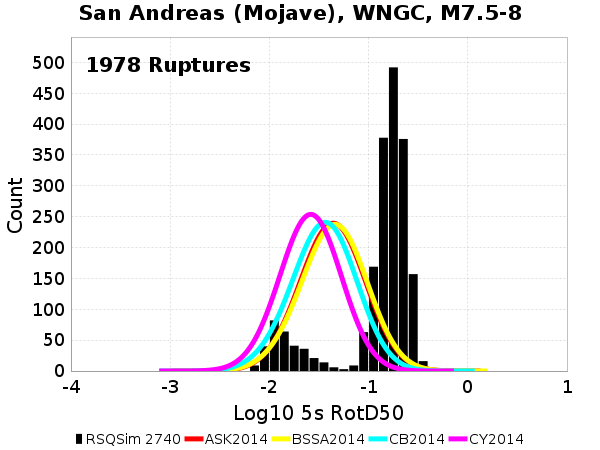 San Andreas (Mojave), WNGC, M7.5-8
1978 Ruptures
Count
500
450
400
350
300
250
200
150
100
50
0
-4 -3 -2 -1 0 1
Log10 5s RotD50
RSQSim 2740 ASK2014 BSSA2014 CB2014 CY2014